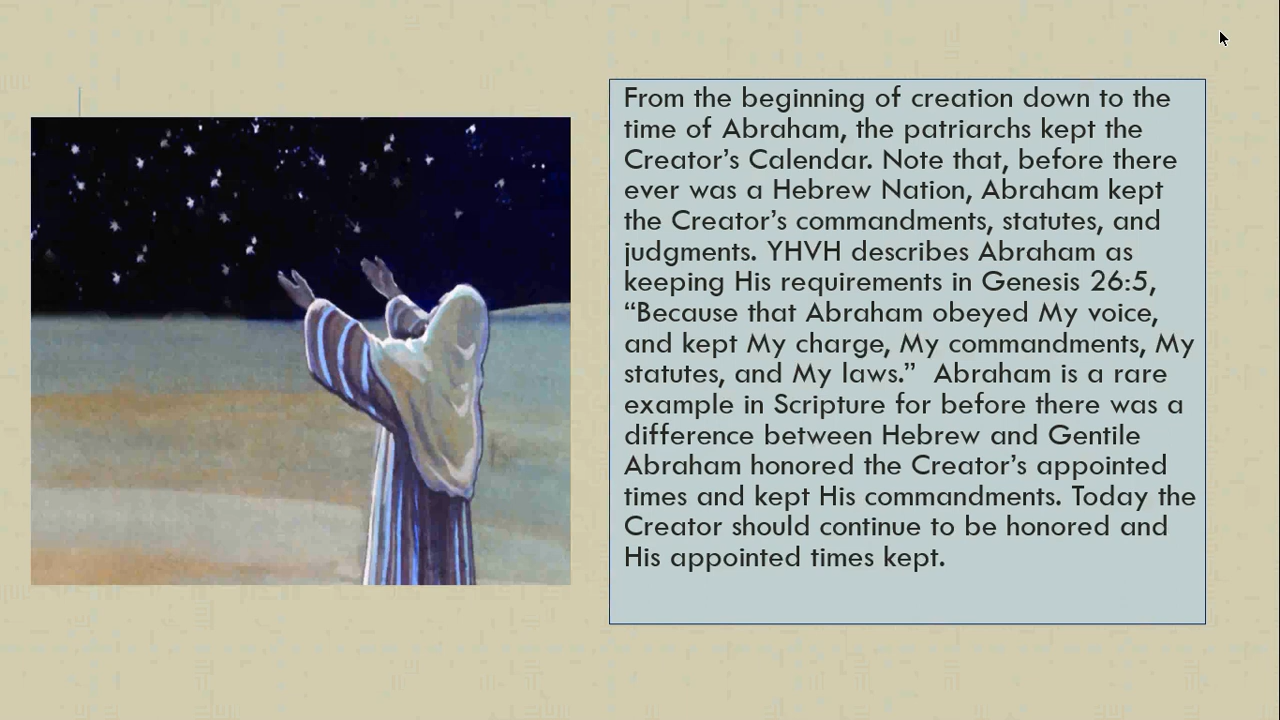 From the beginning of creation down to the
time of Abraham, the patriarchs kept the
Creator’s Calendar. Note that, before there
ever was a Hebrew Nation, Abraham kept
the Creator’s commandments, statutes, and
judgments. YHVH describes Abraham as
keeping His requirements in Genesis 26:5,
“Because that Abraham obeyed My voice,
and kept My charge, My commandments, My
statutes, and My laws.”  Abraham is a rare
example in Scripture for before there was a
difference between Hebrew and Gentile
Abraham honored the Creator’s appointed
times and kept His commandments. Today the
Creator should continue to be honored and
His appointed times kept.